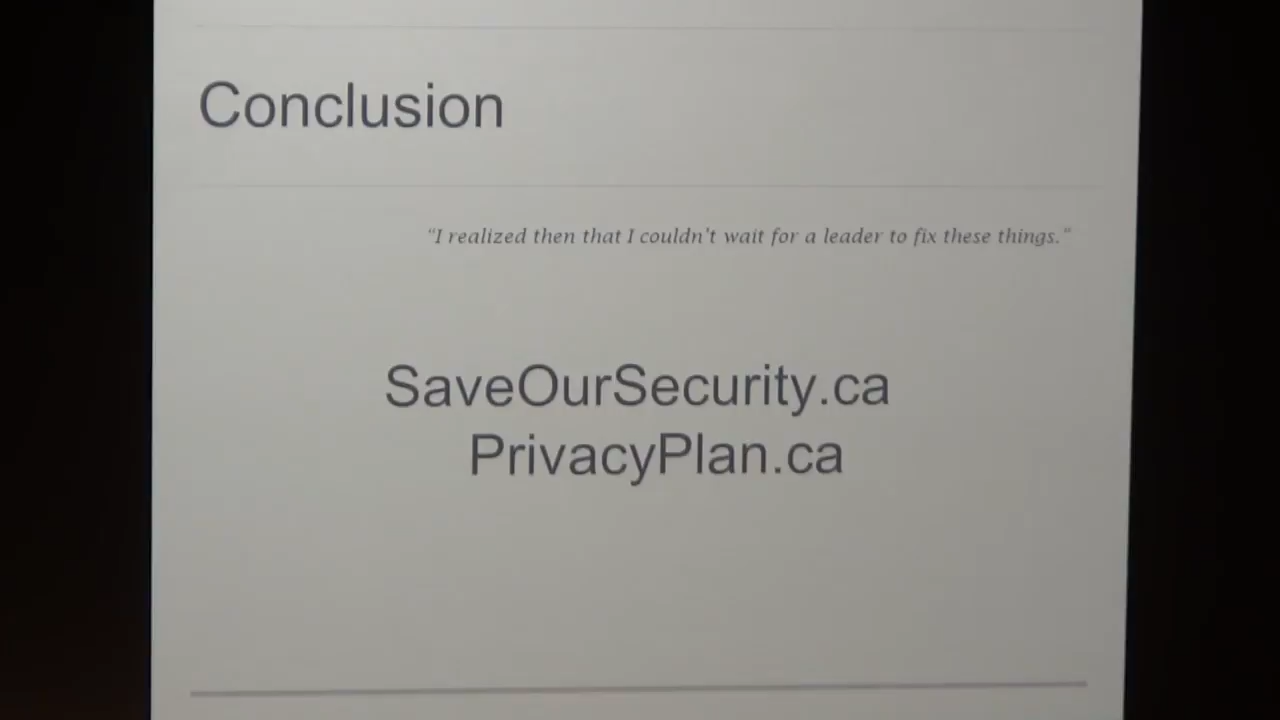 Conclusion
“I realized then that I couldn't wait for a leader to fix these things.”
SaveOurSecurity.ca
PrivacyPlan.ca